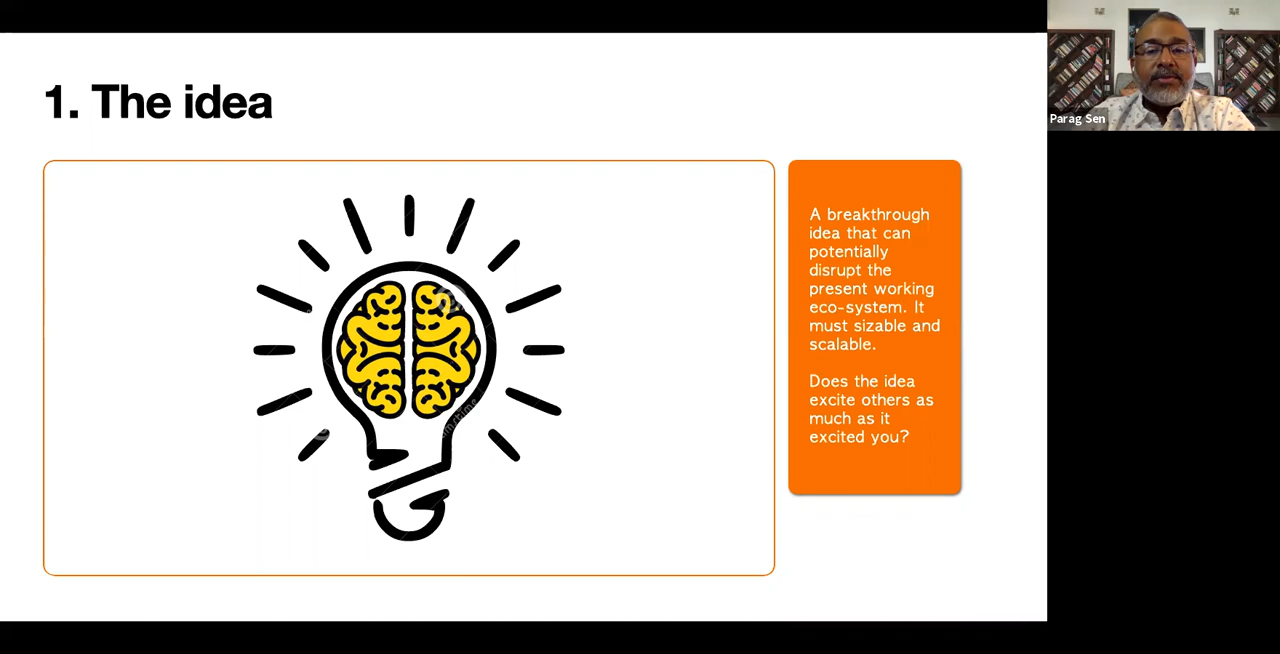 1. The idea
A breakthrough
idea that can
potentially
disrupt the
present working
eco-system. It
must sizable and
scalable.
Does the idea
excite others as
much as it
excited you?
Parag Sen